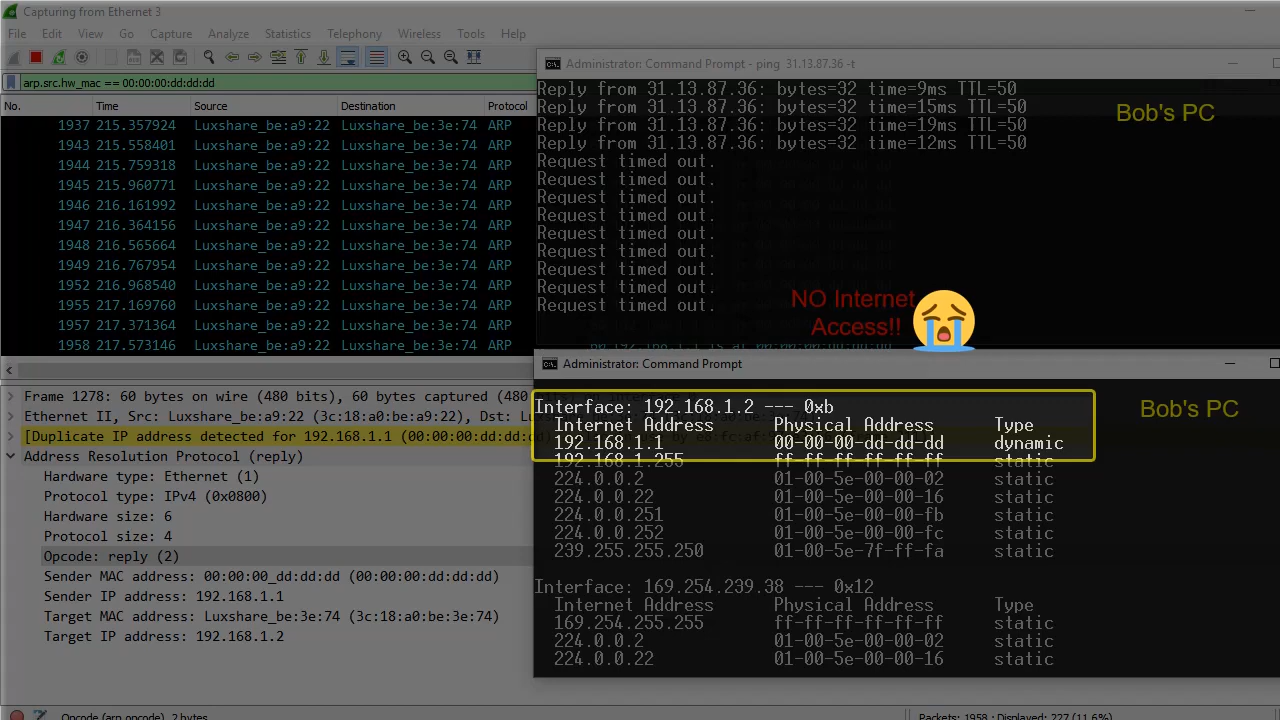 Capturing from Ethernet 3
File Edit View Go Capture Analyze Statistics Telephony Wireless Tools Help
arp.src.hw_mac == 00:00:00:dd:dd:dd
No. Time Source Destination Protocol
1937 215.357924 Luxshare_be:a9:22 Luxshare_be:3e:74 ARP
1943 215.558401 Luxshare_be:a9:22 Luxshare_be:3e:74 ARP
1944 215.759318 Luxshare_be:a9:22 Luxshare_be:3e:74 ARP
1945 215.960771 Luxshare_be:a9:22 Luxshare_be:3e:74 ARP
1946 216.161992 Luxshare_be:a9:22 Luxshare_be:3e:74 ARP
1947 216.364156 Luxshare_be:a9:22 Luxshare_be:3e:74 ARP
1948 216.565664 Luxshare_be:a9:22 Luxshare_be:3e:74 ARP
1949 216.767954 Luxshare_be:a9:22 Luxshare_be:3e:74 ARP
1952 216.968540 Luxshare_be:a9:22 Luxshare_be:3e:74 ARP
1955 217.169760 Luxshare_be:a9:22 Luxshare_be:3e:74 ARP
1957 217.371364 Luxshare_be:a9:22 Luxshare_be:3e:74 ARP
1958 217.573146 Luxshare_be:a9:22 Luxshare_be:3e:74 ARP
Frame 1278: 60 bytes on wire (480 bits), 60 bytes captured (480
Ethernet II, Src: Luxshare_be:a9:22 (3c:18:a0:be:a9:22), Dst:
[Duplicate IP address detected for 192.168.1.1 (00:00:00:dd:dd:dd)
Address Resolution Protocol (reply)
Hardware type: Ethernet (1)
Protocol type: IPv4 (0x0800)
Hardware size: 6
Protocol size: 4
Opcode: reply (2)
Sender MAC address: 00:00:00_dd:dd:dd (00:00:00:dd:dd:dd)
Sender IP address: 192.168.1.1
Target MAC address: Luxshare_be:3e:74 (3c:18:a0:be:3e:74)
Target IP address: 192.168.1.2
Opcode (arp.opcode), 2 bytes
Packets: 1958 · Displayed: 227 (11.6%)
Administrator: Command Prompt - ping 31.13.87.36 -t
Reply from 31.13.87.36: bytes=32 time=9ms TTL=50
Reply from 31.13.87.36: bytes=32 time=15ms TTL=50
Reply from 31.13.87.36: bytes=32 time=19ms TTL=50
Reply from 31.13.87.36: bytes=32 time=12ms TTL=50
Request timed out.
Request timed out.
Request timed out.
Request timed out.
Request timed out.
Request timed out.
Request timed out.
Request timed out.
Request timed out.
Bob's PC
NO Internet
Access!!
Administrator: Command Prompt
Bob's PC
Interface: 192.168.1.2 --- 0xb
Internet Address Physical Address Type
192.168.1.1 00-00-00-dd-dd-dd dynamic
192.168.1.255 ff-ff-ff-ff-ff-ff static
224.0.0.2 01-00-5e-00-00-02 static
224.0.0.22 01-00-5e-00-00-16 static
224.0.0.251 01-00-5e-00-00-fb static
224.0.0.252 01-00-5e-00-00-fc static
239.255.255.250 01-00-5e-7f-ff-fa static
Interface: 169.254.239.38 --- 0x12
Internet Address Physical Address Type
169.254.255.255 ff-ff-ff-ff-ff-ff static
224.0.0.2 01-00-5e-00-00-02 static
224.0.0.22 01-00-5e-00-00-16 static